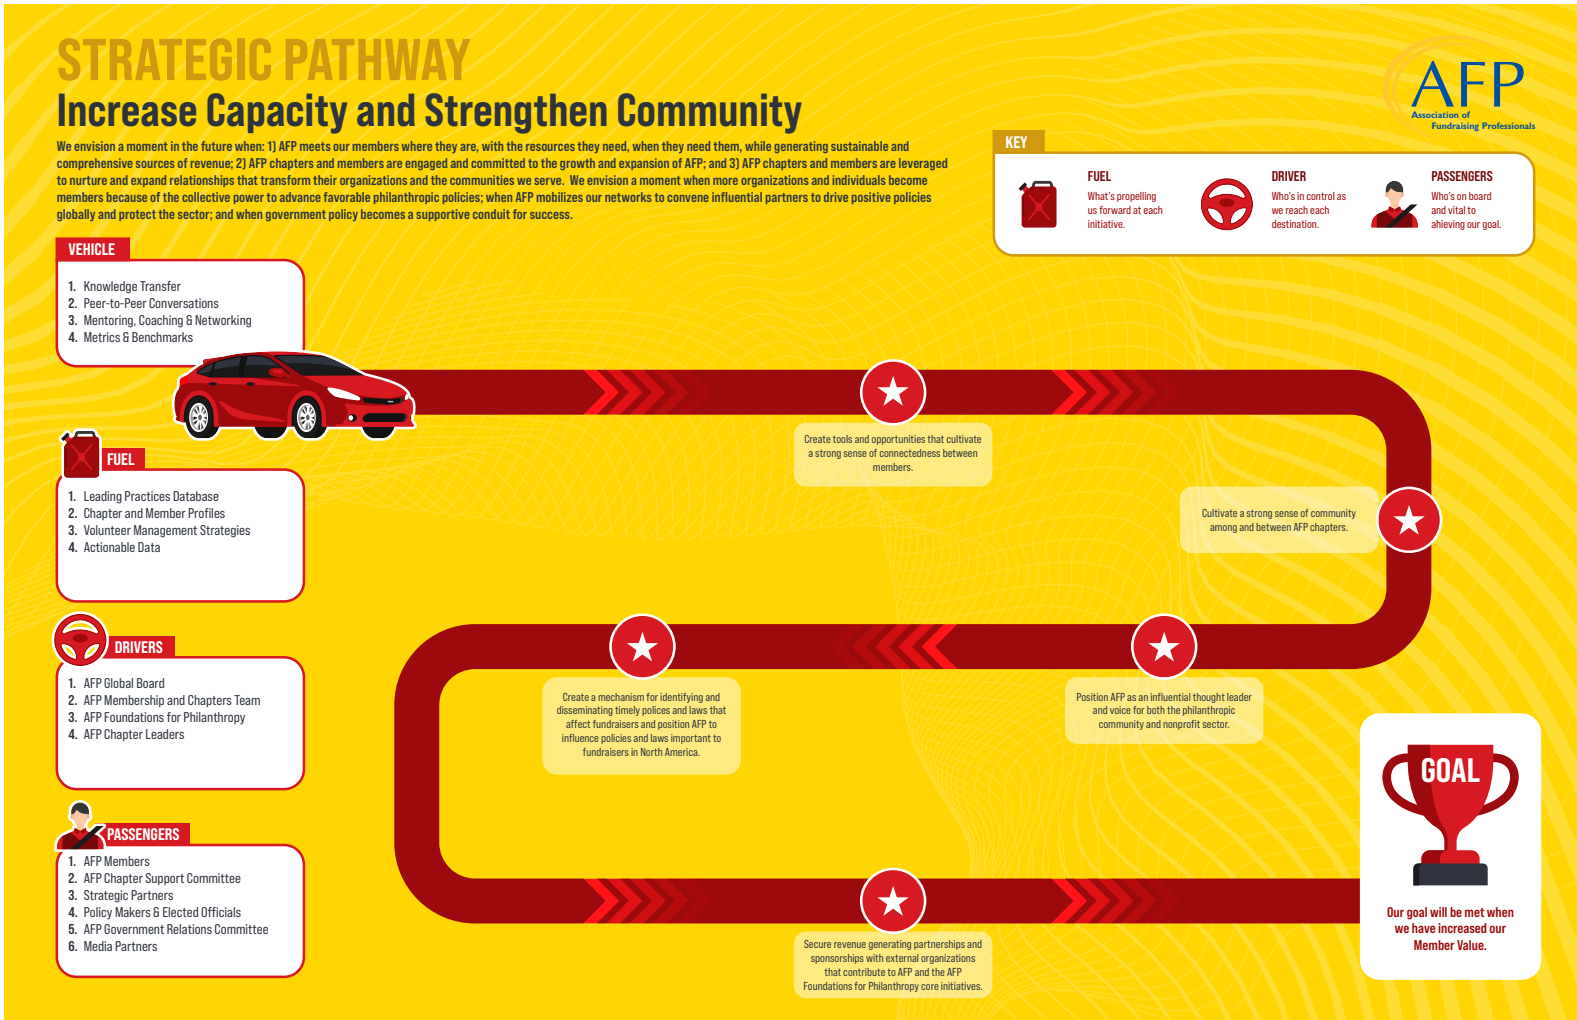 STRATEGIC PATHWAY
Increase Capacity and Strengthen Community
We envision a moment in the future when: 1) AFP meets our members where they are, with the resources they need, when they need them, while generating sustainable and
comprehensive sources of revenue; 2) AFP chapters and members are engaged and committed to the growth and expansion of AFP; and 3) AFP chapters and members are leveraged
to nurture and expand relationships that transform their organizations and the communities we serve. We envision a moment when more organizations and individuals become
members because of the collective power to advance favorable philanthropic policies; when AFP mobilizes our networks to convene influential partners to drive positive policies
globally and protect the sector; and when government policy becomes a supportive conduit for success.
AFP
Association of
Fundraising Professionals
KEY
FUEL
What's propelling
us forward at each
initiative.
DRIVER
Who's in control as
we reach each
destination.
PASSENGERS
Who's on board
and vital to
ahieving our goal.
VEHICLE
1. Knowledge Transfer
2. Peer-to-Peer Conversations
3. Mentoring, Coaching & Networking
4. Metrics & Benchmarks
FUEL
1. Leading Practices Database
2. Chapter and Member Profiles
3. Volunteer Management Strategies
4. Actionable Data
DRIVERS
1. AFP Global Board
2. AFP Membership and Chapters Team
3. AFP Foundations for Philanthropy
4. AFP Chapter Leaders
PASSENGERS
1. AFP Members
2. AFP Chapter Support Committee
3. Strategic Partners
4. Policy Makers & Elected Officials
5. AFP Government Relations Committee
6. Media Partners
Create tools and opportunities that cultivate
a strong sense of connectedness between
members.
Cultivate a strong sense of community
among and between AFP chapters.
Position AFP as an influential thought leader
and voice for both the philanthropic
community and nonprofit sector.
Create a mechanism for identifying and
disseminating timely polices and laws that
affect fundraisers and position AFP to
influence policies and laws important to
fundraisers in North America.
Secure revenue generating partnerships and
sponsorships with external organizations
that contribute to AFP and the AFP
Foundations for Philanthropy core initiatives.
GOAL
Our goal will be met when
we have increased our
Member Value.